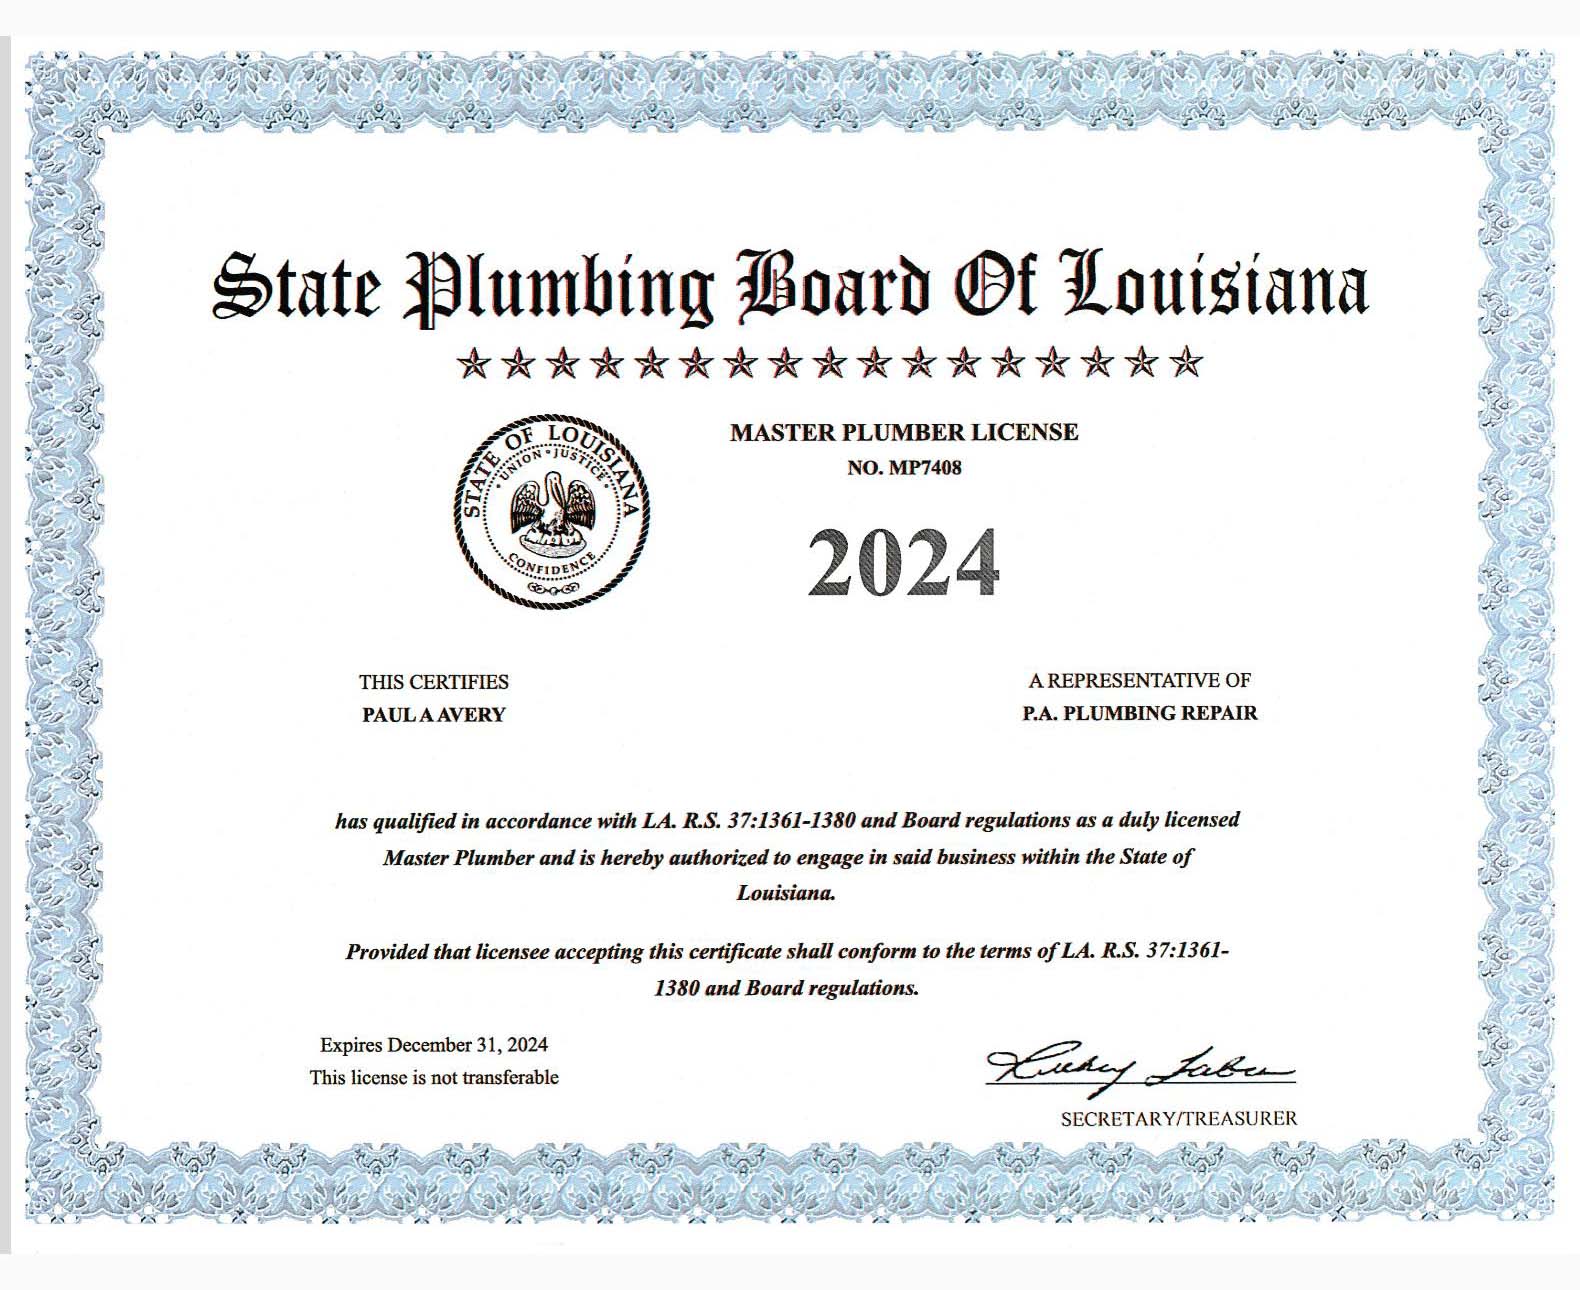 State Plumbing Board Of Louisiana
STATE OF LOUISIANA
UNION JUSTICE
CONFIDENCE
MASTER PLUMBER LICENSE
NO. MP7408
2024
THIS CERTIFIES
PAUL A AVERY
A REPRESENTATIVE OF
P.A. PLUMBING REPAIR
has qualified in accordance with LA. R.S. 37:1361-1380 and Board regulations as a duly licensed
Master Plumber and is hereby authorized to engage in said business within the State of
Louisiana.
Provided that licensee accepting this certificate shall conform to the terms of LA. R.S. 37:1361-
1380 and Board regulations.
Expires December 31, 2024
This license is not transferable
SECRETARY/TREASURER